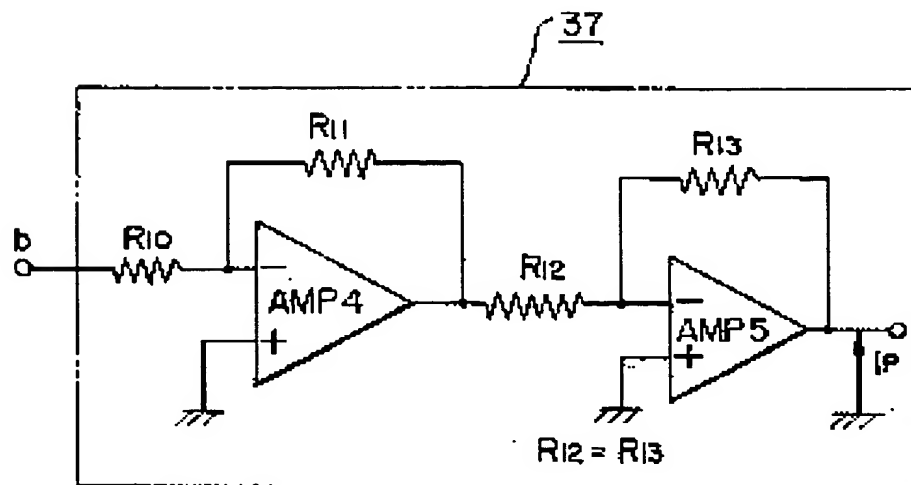 37
R11
R13
b
R10
R12
−
AMP4
+
−
AMP5
+
Ip
R12 = R13